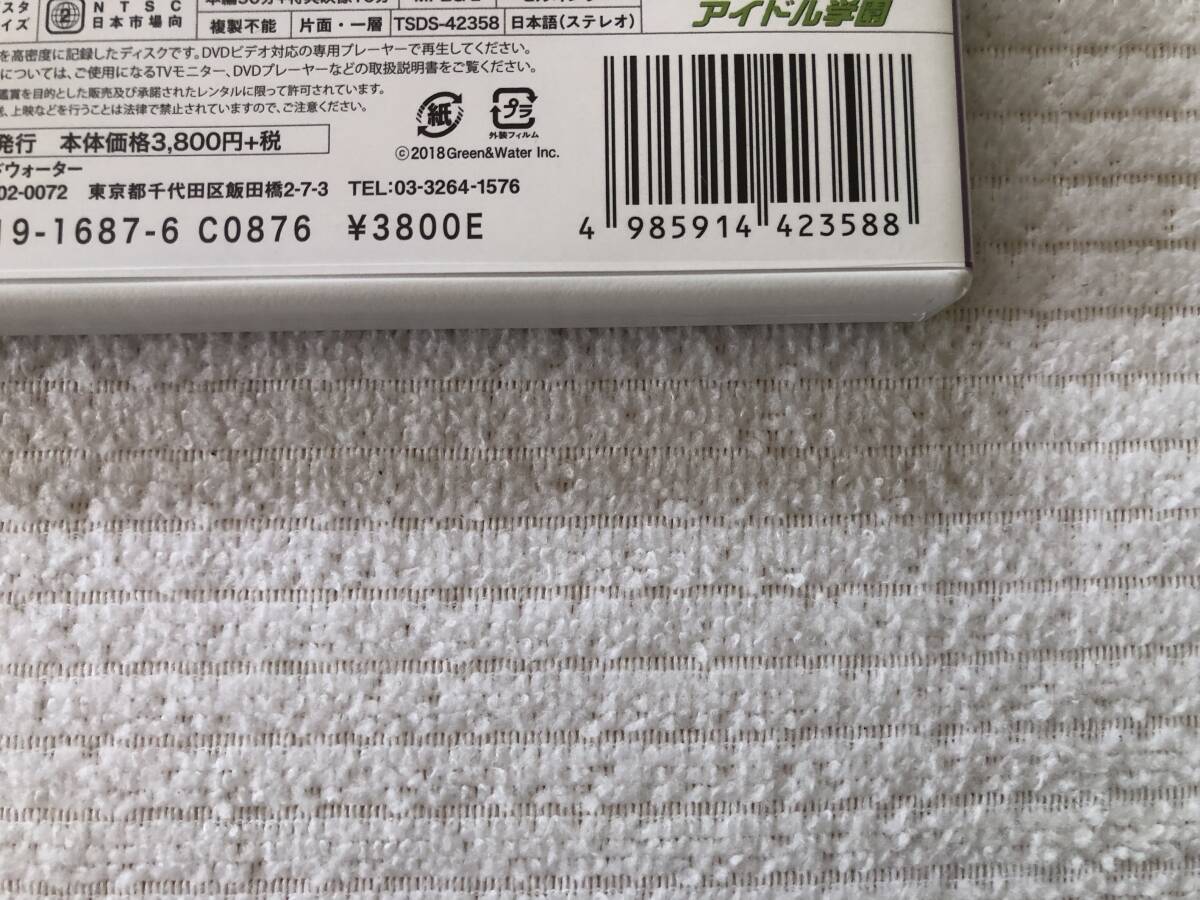 スタ
イズ
2
NTSC
日本市場向
複製不能
片面・一層
TSDS-42358
日本語(ステレオ)
アイドル学園
を高密度に記録したディスクです。DVDビデオ対応の専用プレーヤーで再生してください。
については、ご使用になるTVモニター、DVDプレーヤーなどの取扱説明書をご覧ください。
鑑賞を目的とした販売及び承諾されたレンタルに限って許可されています。
、上映などを行うことは法律で禁止されていますので、ご注意ください。
紙
プラ
外装フィルム
発行 本体価格3,800円+税
©2018Green&Water Inc.
ドウォーター
02-0072 東京都千代田区飯田橋2-7-3 TEL:03-3264-1576
19-1687-6 C0876 ¥3800E
4 985914 423588